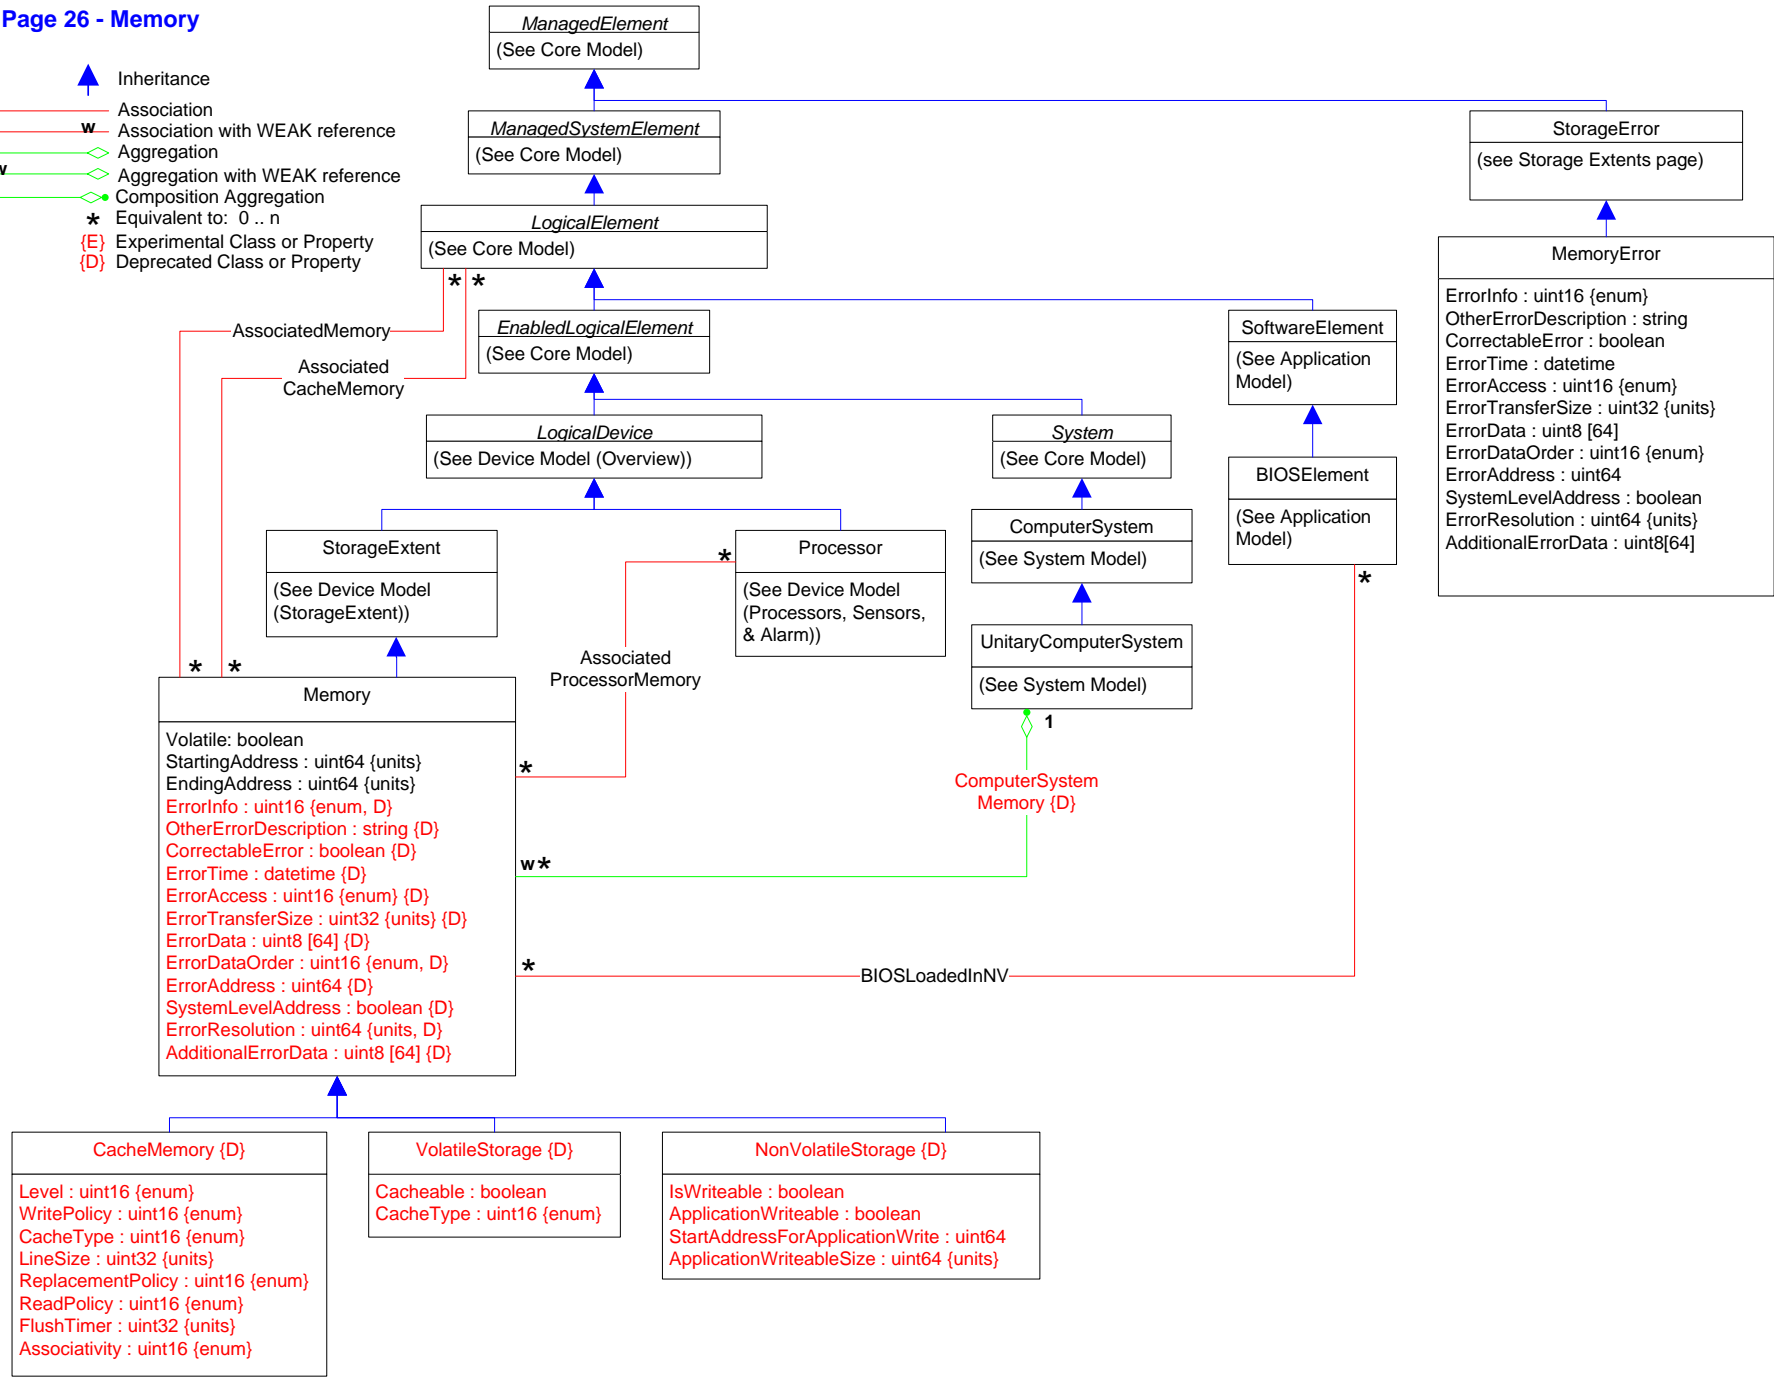 Page 26 - Memory
Inheritance
Association
w Association with WEAK reference
Aggregation
w Aggregation with WEAK reference
Composition Aggregation
* Equivalent to: 0 .. n
{E} Experimental Class or Property
{D} Deprecated Class or Property
ManagedElement
(See Core Model)
ManagedSystemElement
(See Core Model)
StorageError
(see Storage Extents page)
LogicalElement
(See Core Model)
* *
MemoryError
ErrorInfo : uint16 {enum}
OtherErrorDescription : string
CorrectableError : boolean
ErrorTime : datetime
ErrorAccess : uint16 {enum}
ErrorTransferSize : uint32 {units}
ErrorData : uint8 [64]
ErrorDataOrder : uint16 {enum}
ErrorAddress : uint64
SystemLevelAddress : boolean
ErrorResolution : uint64 {units}
AdditionalErrorData : uint8[64]
AssociatedMemory
Associated
CacheMemory
EnabledLogicalElement
(See Core Model)
SoftwareElement
(See Application
Model)
LogicalDevice
(See Device Model (Overview))
System
(See Core Model)
BIOSElement
(See Application
Model)
*
StorageExtent
(See Device Model
(StorageExtent))
*
Processor
(See Device Model
(Processors, Sensors,
& Alarm))
ComputerSystem
(See System Model)
UnitaryComputerSystem
(See System Model)
1
Associated
ProcessorMemory
* *
Memory
Volatile: boolean
StartingAddress : uint64 {units}
EndingAddress : uint64 {units}
ErrorInfo : uint16 {enum, D}
OtherErrorDescription : string {D}
CorrectableError : boolean {D}
ErrorTime : datetime {D}
ErrorAccess : uint16 {enum} {D}
ErrorTransferSize : uint32 {units} {D}
ErrorData : uint8 [64] {D}
ErrorDataOrder : uint16 {enum, D}
ErrorAddress : uint64 {D}
SystemLevelAddress : boolean {D}
ErrorResolution : uint64 {units, D}
AdditionalErrorData : uint8 [64] {D}
*
ComputerSystem
Memory {D}
w*
*
BIOSLoadedInNV
CacheMemory {D}
Level : uint16 {enum}
WritePolicy : uint16 {enum}
CacheType : uint16 {enum}
LineSize : uint32 {units}
ReplacementPolicy : uint16 {enum}
ReadPolicy : uint16 {enum}
FlushTimer : uint32 {units}
Associativity : uint16 {enum}
VolatileStorage {D}
Cacheable : boolean
CacheType : uint16 {enum}
NonVolatileStorage {D}
IsWriteable : boolean
ApplicationWriteable : boolean
StartAddressForApplicationWrite : uint64
ApplicationWriteableSize : uint64 {units}